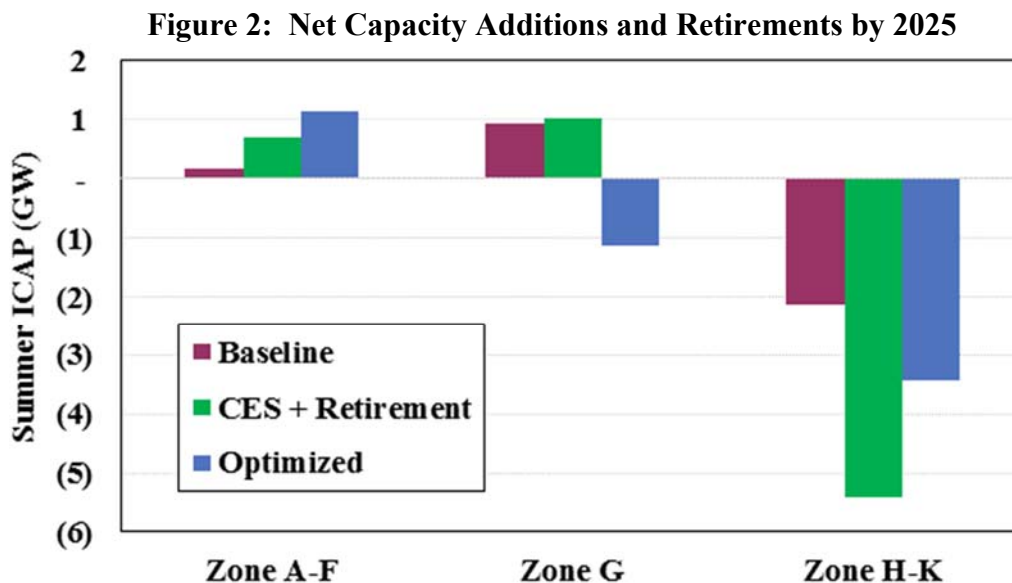 Figure 2: Net Capacity Additions and Retirements by 2025
Summer ICAP (GW)
2
1
-
(1)
(2)
(3)
(4)
(5)
(6)
Baseline
CES + Retirement
Optimized
Zone A-F
Zone G
Zone H-K